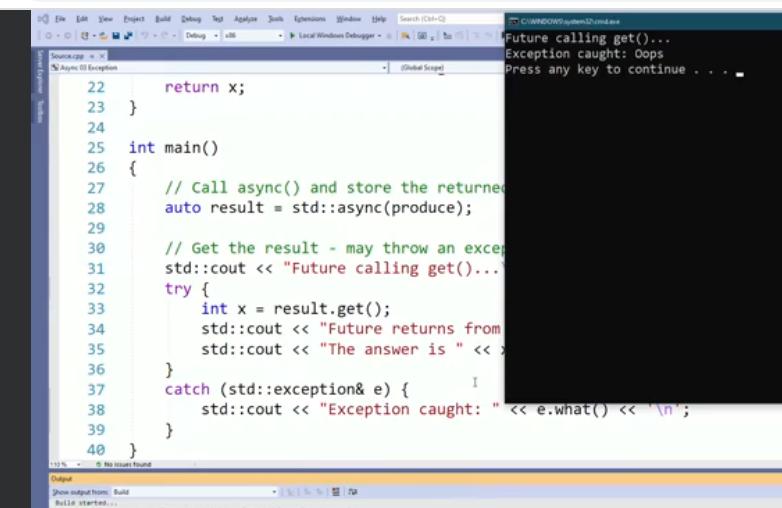 File Edit View Project Build Debug Test Analyze Tools Extensions Window Help Search (Ctrl+Q)
Debug x86 Local Windows Debugger
Source.cpp
Async 03 Exception (Global Scope)
Server Explorer Toolbox
22 return x;
23 }
24
25 int main()
26 {
27 // Call async() and store the returned
28 auto result = std::async(produce);
29
30 // Get the result - may throw an excep
31 std::cout << "Future calling get()...\
32 try {
33 int x = result.get();
34 std::cout << "Future returns from
35 std::cout << "The answer is " << x
36 }
37 catch (std::exception& e) {
38 std::cout << "Exception caught: " << e.what() << '\n';
39 }
40 }
110 % No issues found
Output
Show output from: Build
Build started...
C:\WINDOWS\system32\cmd.exe
Future calling get()...
Exception caught: Oops
Press any key to continue . . .